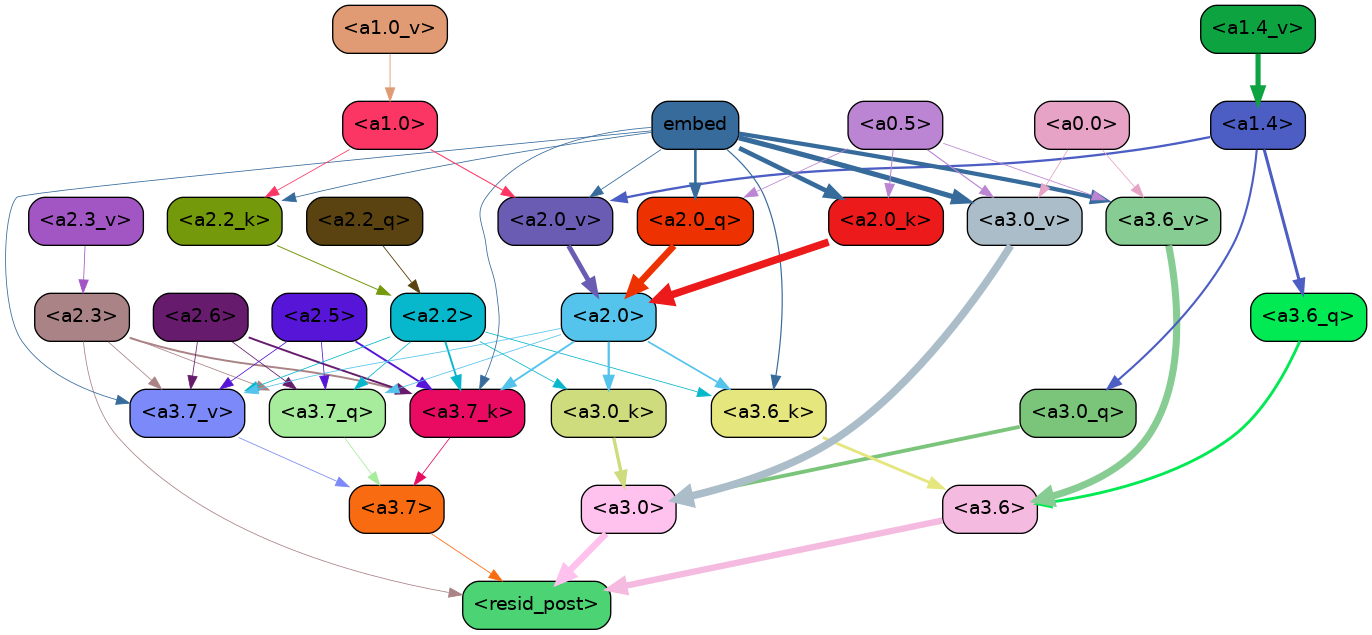 <a1.0_v>
<a1.4_v>
<a1.0>
embed
<a0.5>
<a0.0>
<a1.4>
<a2.3_v>
<a2.2_k>
<a2.2_q>
<a2.0_v>
<a2.0_q>
<a2.0_k>
<a3.0_v>
<a3.6_v>
<a2.3>
<a2.6>
<a2.5>
<a2.2>
<a2.0>
<a3.6_q>
<a3.7_v>
<a3.7_q>
<a3.7_k>
<a3.0_k>
<a3.6_k>
<a3.0_q>
<a3.7>
<a3.0>
<a3.6>
<resid_post>